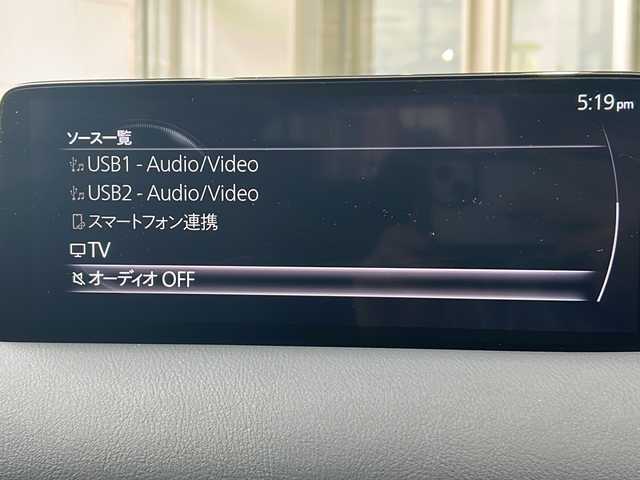 5:19pm
ソース一覧
USB1 - Audio/Video
USB2 - Audio/Video
スマートフォン連携
TV
オーディオ OFF